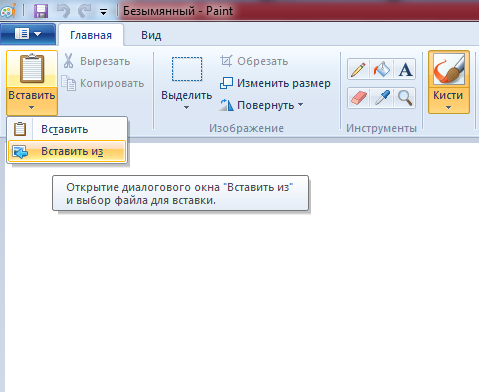 Безымянный - Paint
Главная Вид
Вставить
Вырезать
Копировать
Выделить
Обрезать
Изменить размер
Повернуть
Изображение
A
Инструменты
Кисти
Вставить
Вставить из
Открытие диалогового окна "Вставить из"
и выбор файла для вставки.